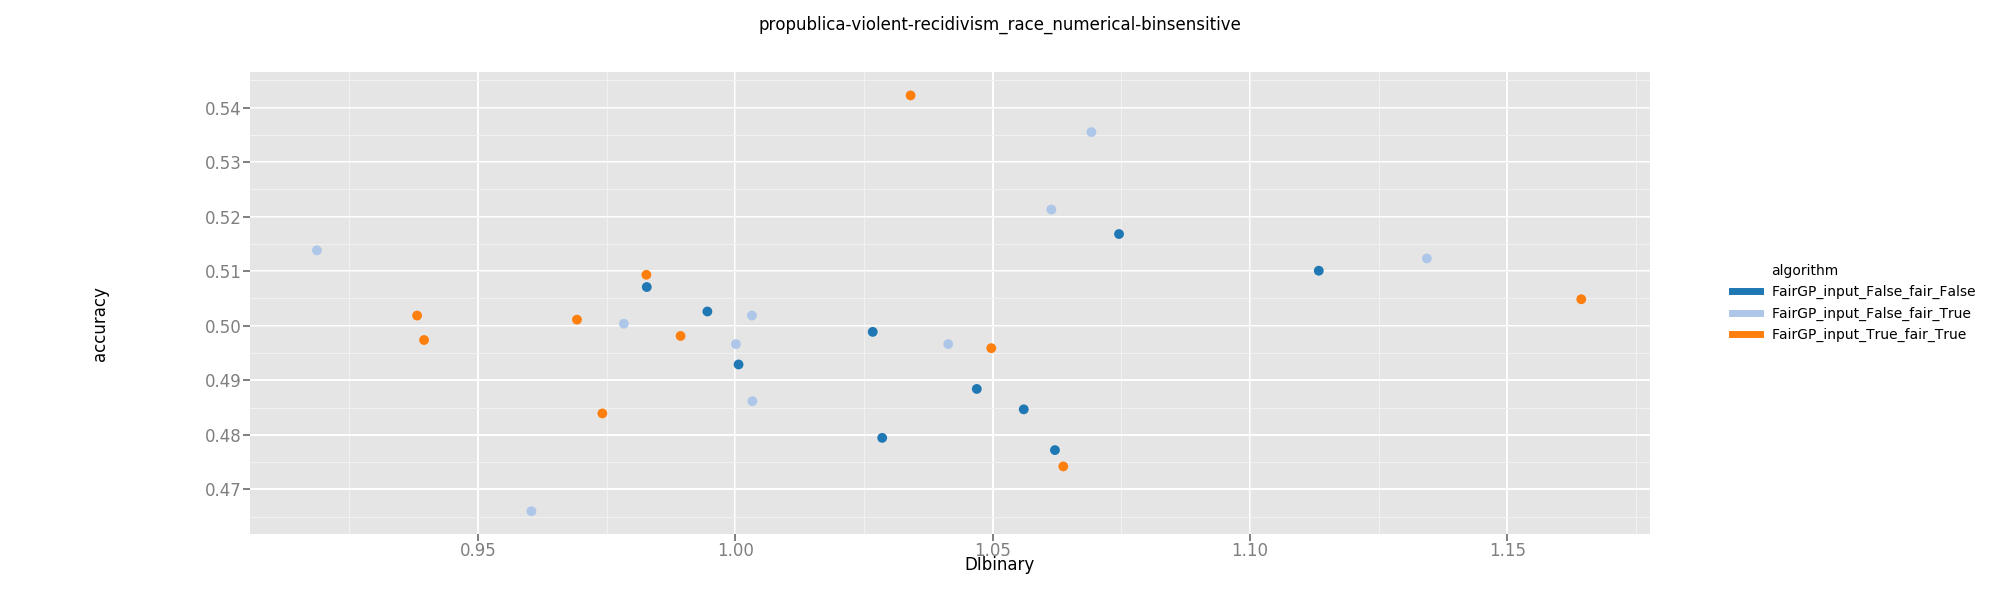 propublica-violent-recidivism_race_numerical-binsensitive
accuracy
0.54
0.53
0.52
0.51
0.50
0.49
0.48
0.47
0.95 1.00 1.05 1.10 1.15
DIbinary
algorithm
FairGP_input_False_fair_False
FairGP_input_False_fair_True
FairGP_input_True_fair_True